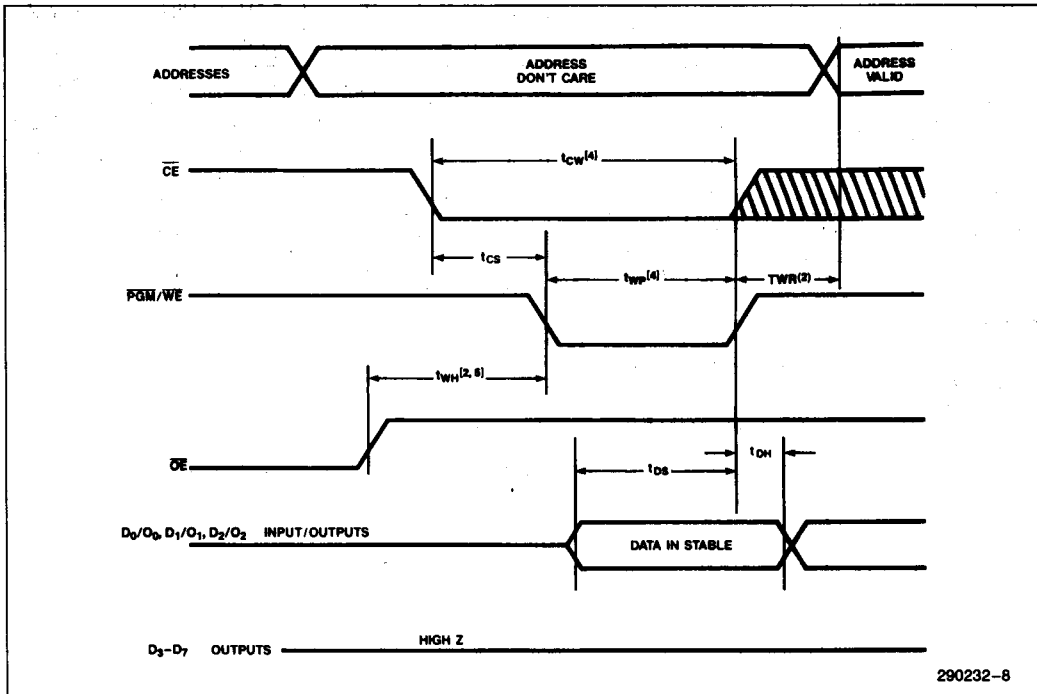 ADDRESSES
ADDRESS
DON'T CARE
ADDRESS
VALID
tCW[4]
CE
tCS
tWP[4]
TWR(2)
PGM/WE
tWH[2, 5]
OE
tDS
tDH
D0/O0, D1/O1, D2/O2 INPUT/OUTPUTS
DATA IN STABLE
HIGH Z
D3–D7 OUTPUTS
290232–8